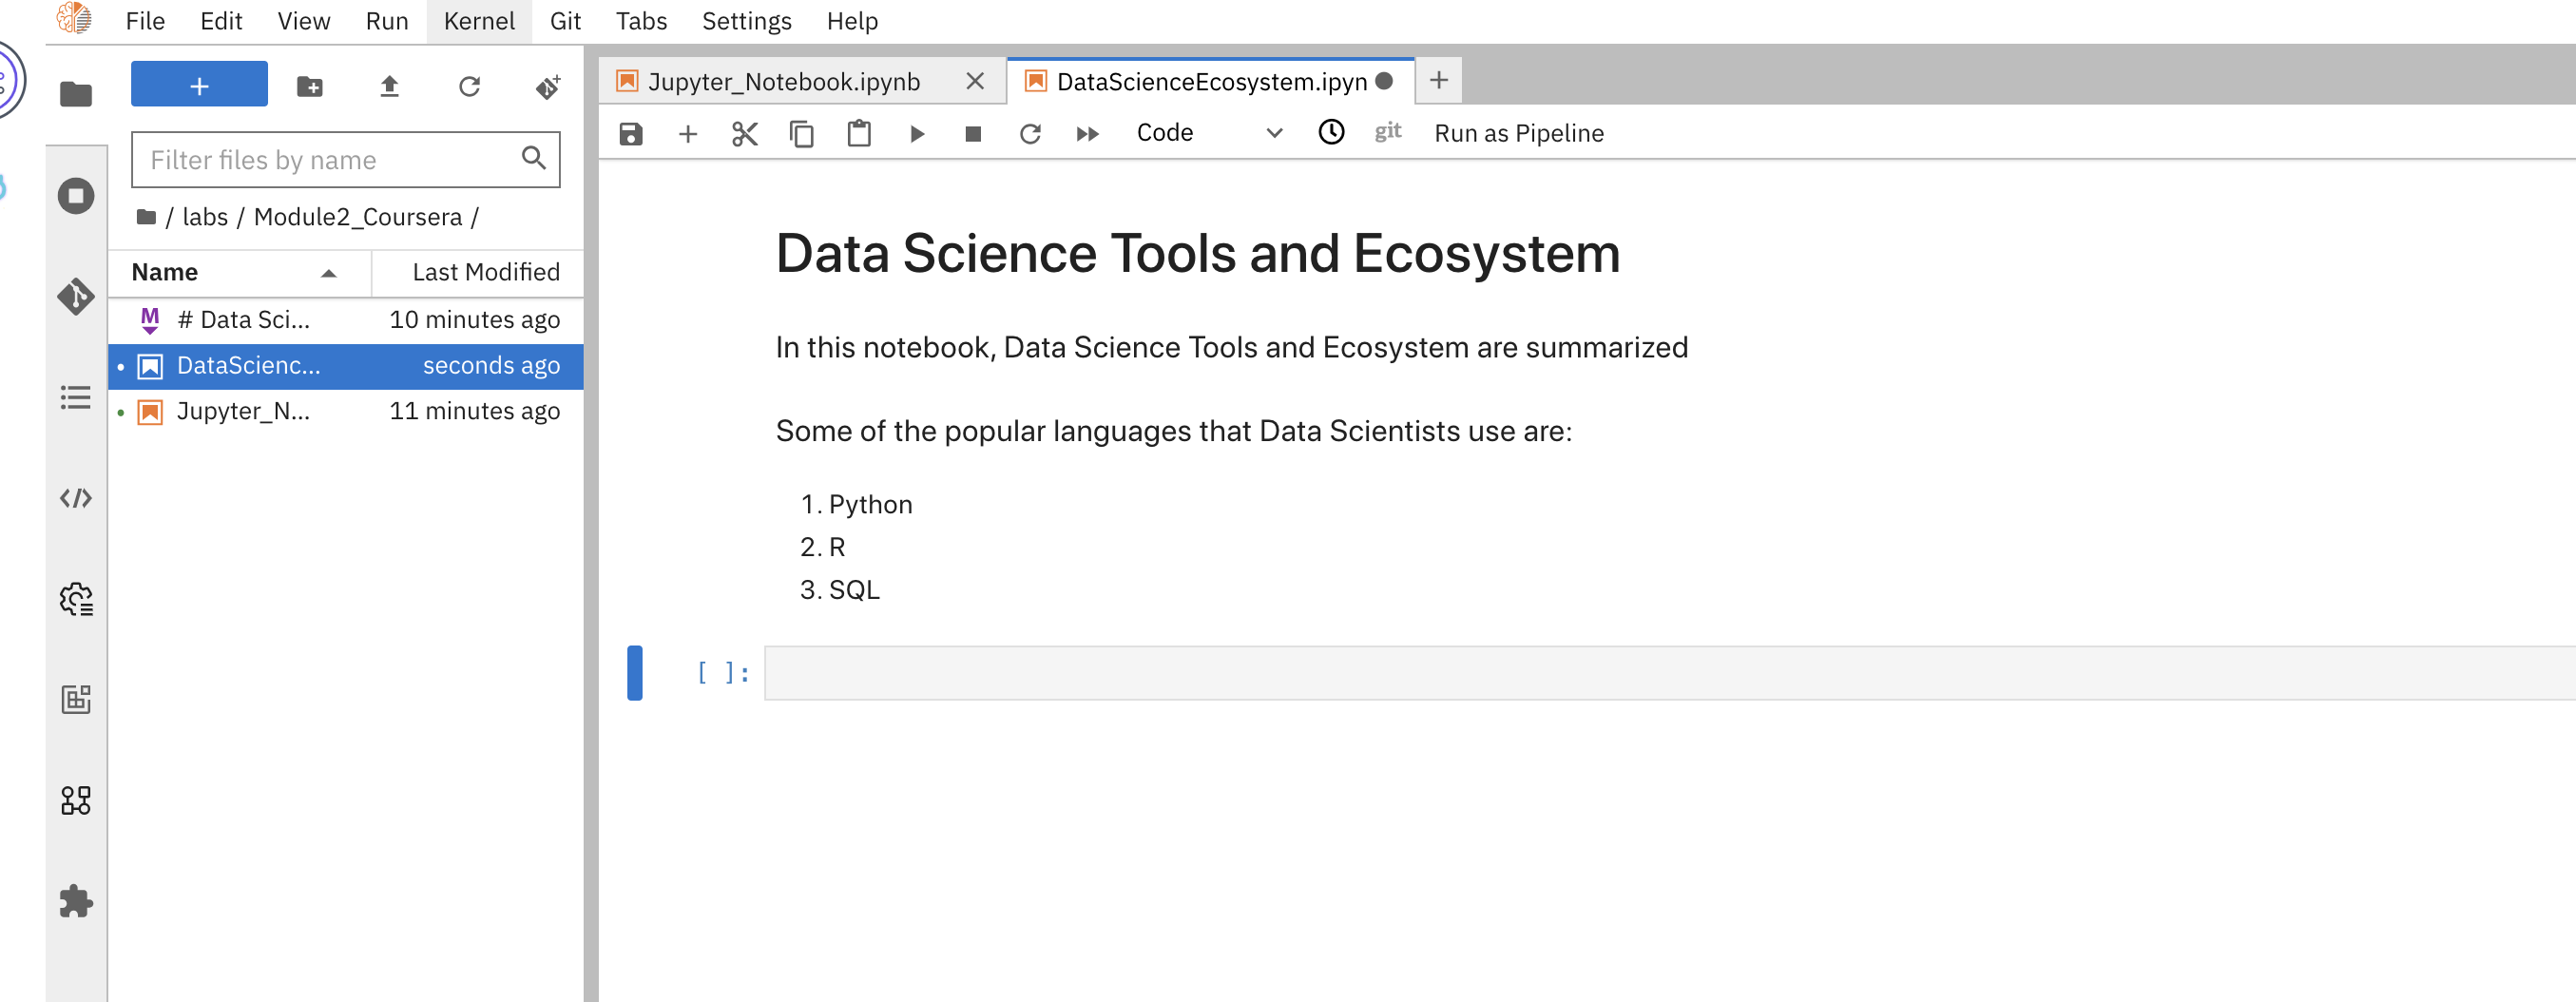 File Edit View Run Kernel Git Tabs Settings Help
Jupyter_Notebook.ipynb DataScienceEcosystem.ipyn
Filter files by name
/ labs / Module2_Coursera /
Name Last Modified
# Data Sci... 10 minutes ago
DataScienc... seconds ago
Jupyter_N... 11 minutes ago
Code git Run as Pipeline
Data Science Tools and Ecosystem
In this notebook, Data Science Tools and Ecosystem are summarized
Some of the popular languages that Data Scientists use are:
1. Python
2. R
3. SQL
[ ]: